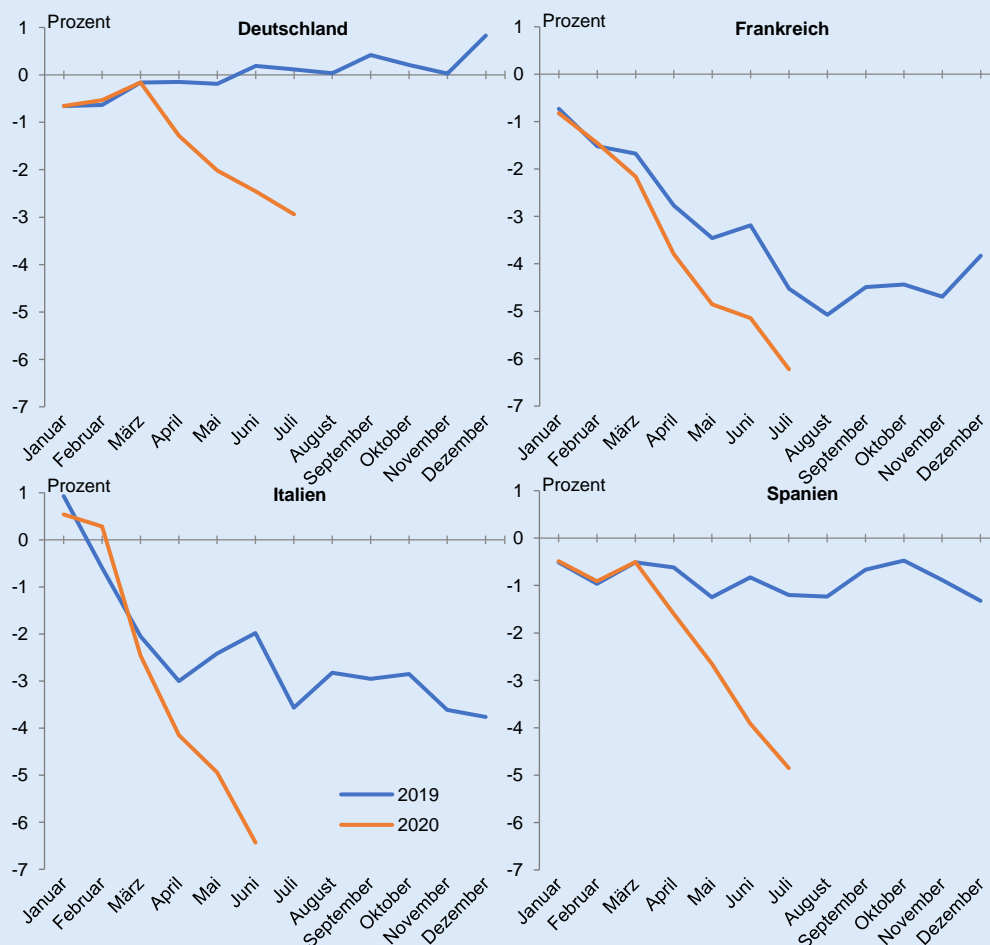 Prozent
Deutschland
1
0
-1
-2
-3
-4
-5
-6
-7
Januar
Februar
März
April
Mai
Juni
Juli
August
September
Oktober
November
Dezember
Prozent
Frankreich
1
0
-1
-2
-3
-4
-5
-6
-7
Januar
Februar
März
April
Mai
Juni
Juli
August
September
Oktober
November
Dezember
Prozent
Italien
1
0
-1
-2
-3
-4
-5
-6
-7
2019
2020
Januar
Februar
März
April
Mai
Juni
Juli
August
September
Oktober
November
Dezember
Prozent
Spanien
1
0
-1
-2
-3
-4
-5
-6
-7
Januar
Februar
März
April
Mai
Juni
Juli
August
September
Oktober
November
Dezember